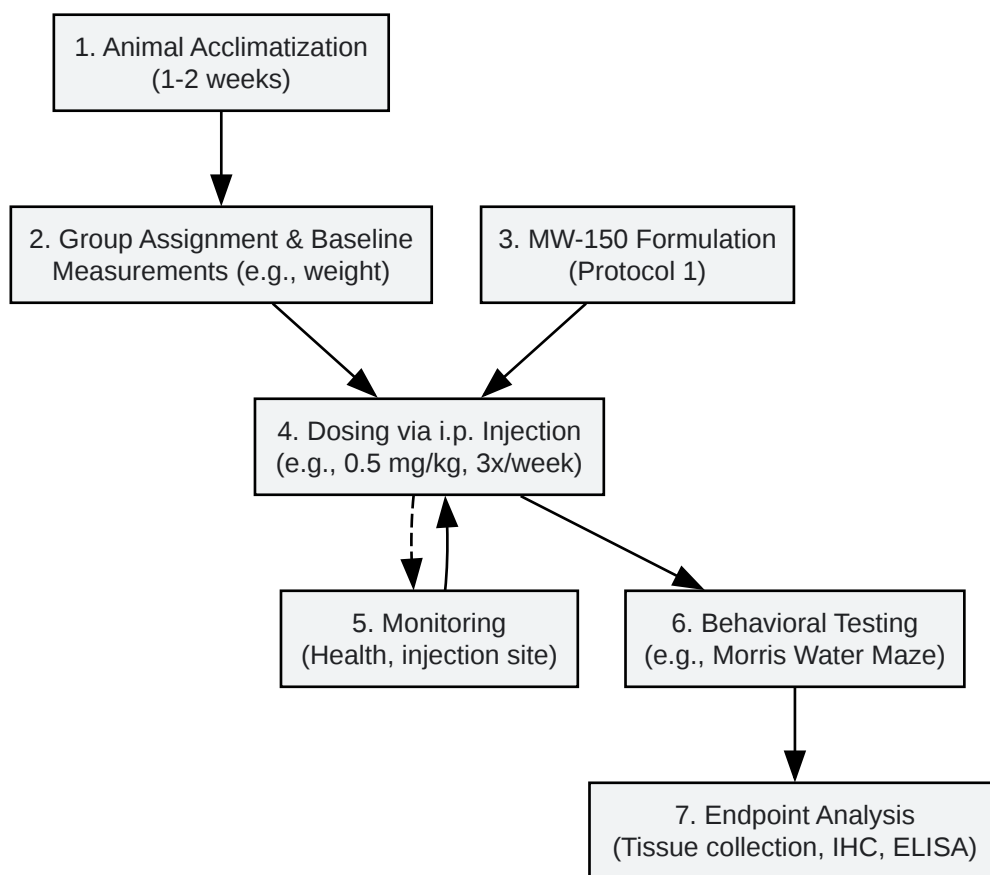 1. Animal Acclimatization
(1-2 weeks)
2. Group Assignment & Baseline
Measurements (e.g., weight)
3. MW-150 Formulation
(Protocol 1)
4. Dosing via i.p. Injection
(e.g., 0.5 mg/kg, 3x/week)
5. Monitoring
(Health, injection site)
6. Behavioral Testing
(e.g., Morris Water Maze)
7. Endpoint Analysis
(Tissue collection, IHC, ELISA)